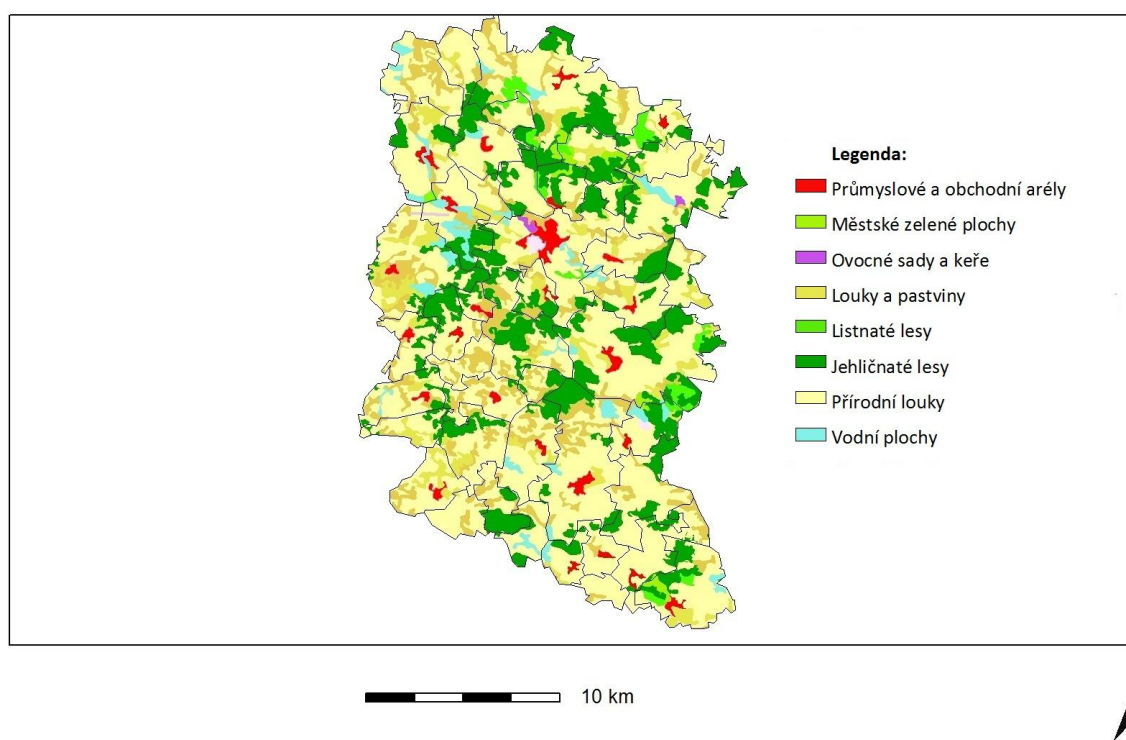 Legenda:
Průmyslové a obchodní arély
Městské zelené plochy
Ovocné sady a keře
Louky a pastviny
Listnaté lesy
Jehličnaté lesy
Přírodní louky
Vodní plochy
10 km